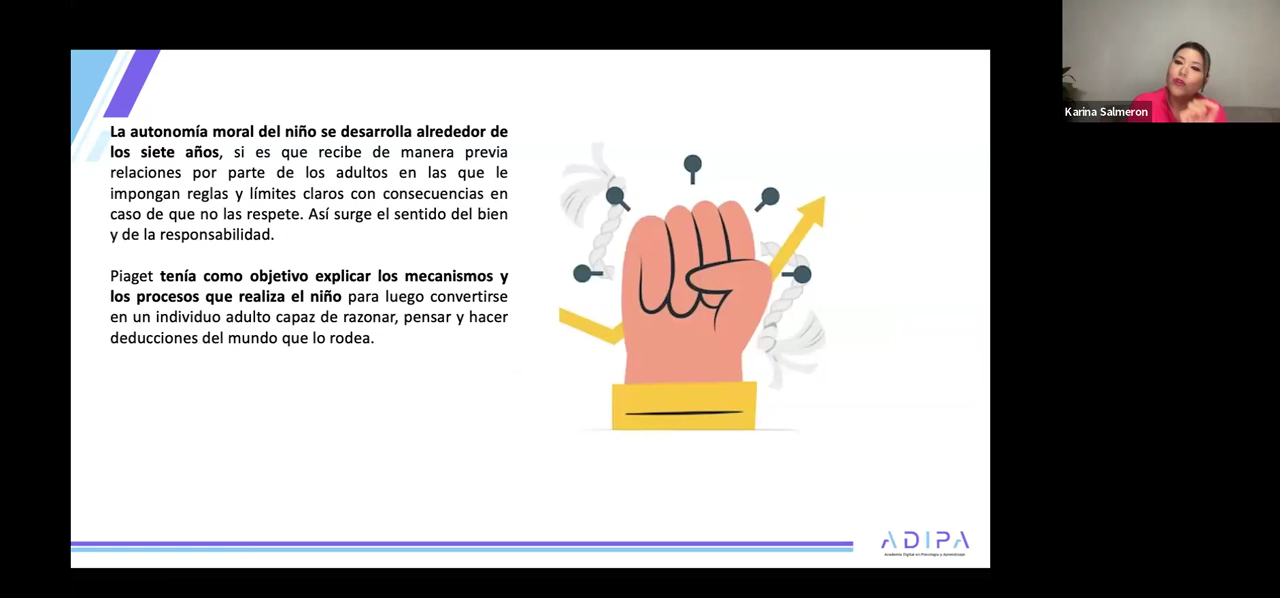 La autonomía moral del niño se desarrolla alrededor de
los siete años, si es que recibe de manera previa
relaciones por parte de los adultos en las que le
impongan reglas y límites claros con consecuencias en
caso de que no las respete. Así surge el sentido del bien
y de la responsabilidad.
Piaget tenía como objetivo explicar los mecanismos y
los procesos que realiza el niño para luego convertirse
en un individuo adulto capaz de razonar, pensar y hacer
deducciones del mundo que lo rodea.
Karina Salmeron
ADIPA
Academia Digital en Psicología y Aprendizaje